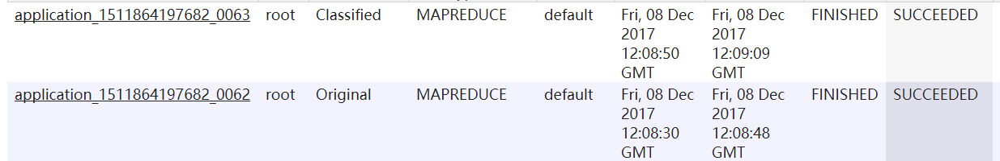 application_1511864197682_0063 root Classified MAPREDUCE default Fri, 08 Dec Fri, 08 Dec FINISHED SUCCEEDED
2017 2017
12:08:50 12:09:09
GMT GMT
application_1511864197682_0062 root Original MAPREDUCE default Fri, 08 Dec Fri, 08 Dec FINISHED SUCCEEDED
2017 2017
12:08:30 12:08:48
GMT GMT